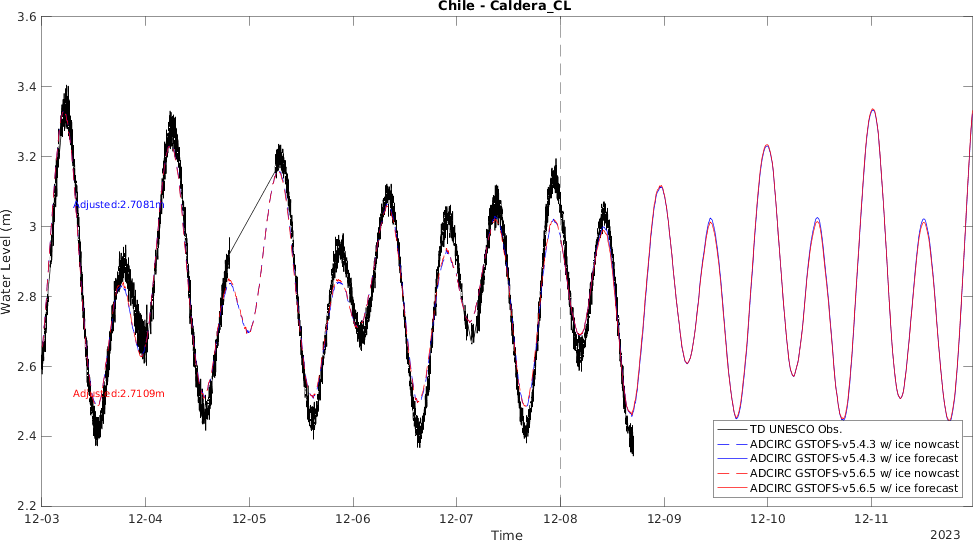 Chile - Caldera_CL
3.6
3.4
3.2
3
2.8
2.6
2.4
2.2
Water Level (m)
Adjusted:2.7081m
Adjusted:2.7109m
TD UNESCO Obs.
ADCIRC GSTOFS-v5.4.3 w/ ice nowcast
ADCIRC GSTOFS-v5.4.3 w/ ice forecast
ADCIRC GSTOFS-v5.6.5 w/ ice nowcast
ADCIRC GSTOFS-v5.6.5 w/ ice forecast
12-03 12-04 12-05 12-06 12-07 12-08 12-09 12-10 12-11
Time
2023